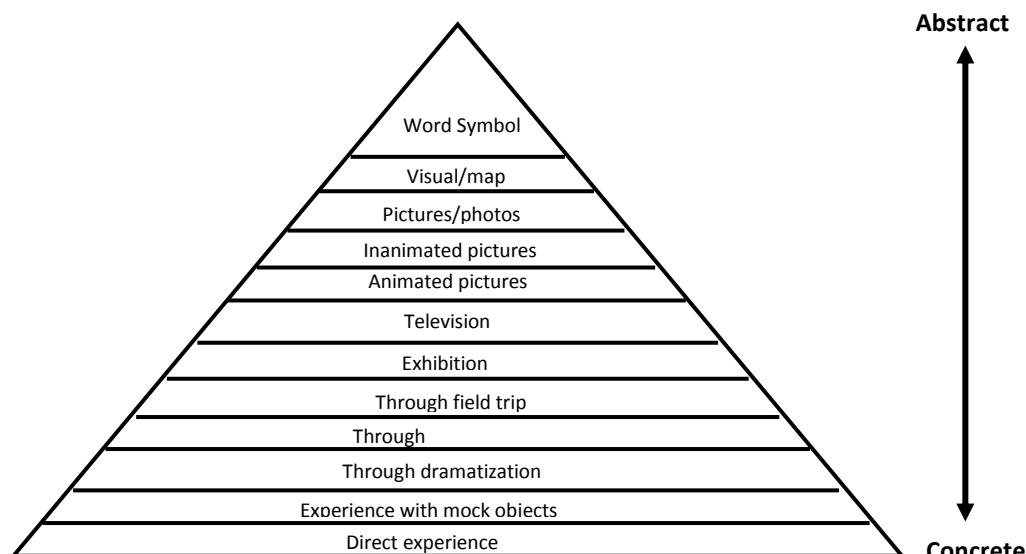 Abstract
Word Symbol
Visual/map
Pictures/photos
Inanimated pictures
Animated pictures
Television
Exhibition
Through field trip
Through
Through dramatization
Experience with mock objects
Direct experience
Concrete